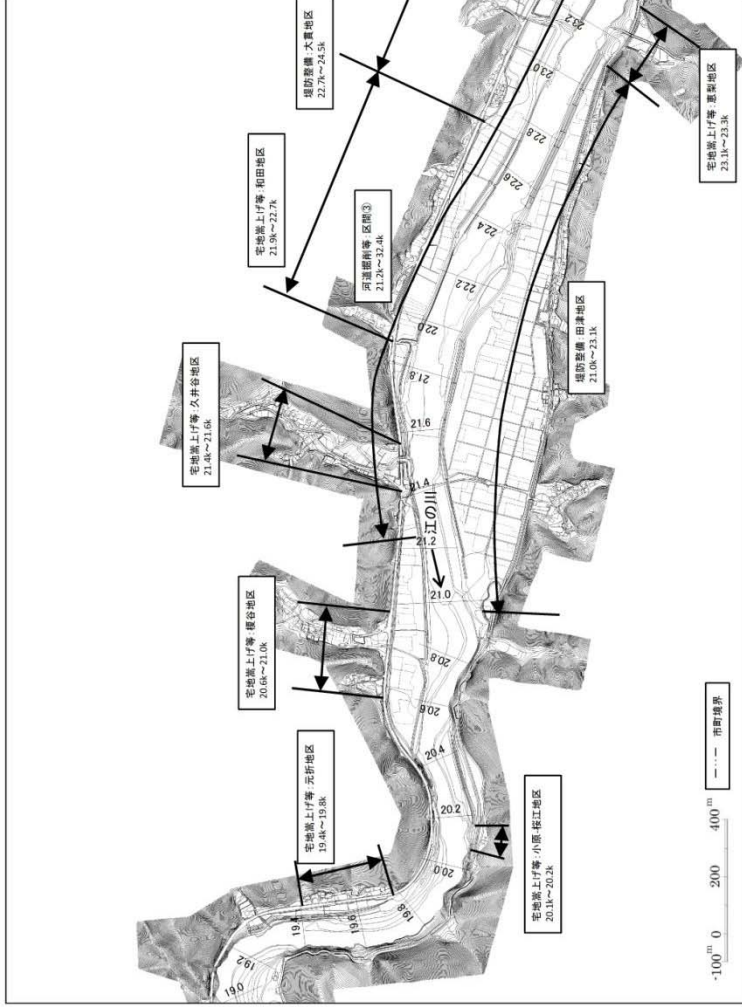 堤防整備:大貫地区
22.7k~24.5k
宅地嵩上げ等:和田地区
21.9k~22.7k
河道掘削等:区間③
21.2k~32.4k
宅地嵩上げ等:久井谷地区
21.4k~21.6k
宅地嵩上げ等:榎谷地区
20.6k~21.0k
宅地嵩上げ等:元折地区
19.4k~19.8k
宅地嵩上げ等:恵梨地区
23.1k~23.3k
堤防整備:田津地区
21.0k~23.1k
宅地嵩上げ等:小原・桜江地区
20.1k~20.2k
江の川
19.0
19.2
19.4
19.6
19.8
20.0
20.2
20.4
20.6
20.8
21.0
21.2
21.4
21.6
21.8
22.0
22.2
22.4
22.6
22.8
23.0
23.2
市町境界
-100m 0 200 400m